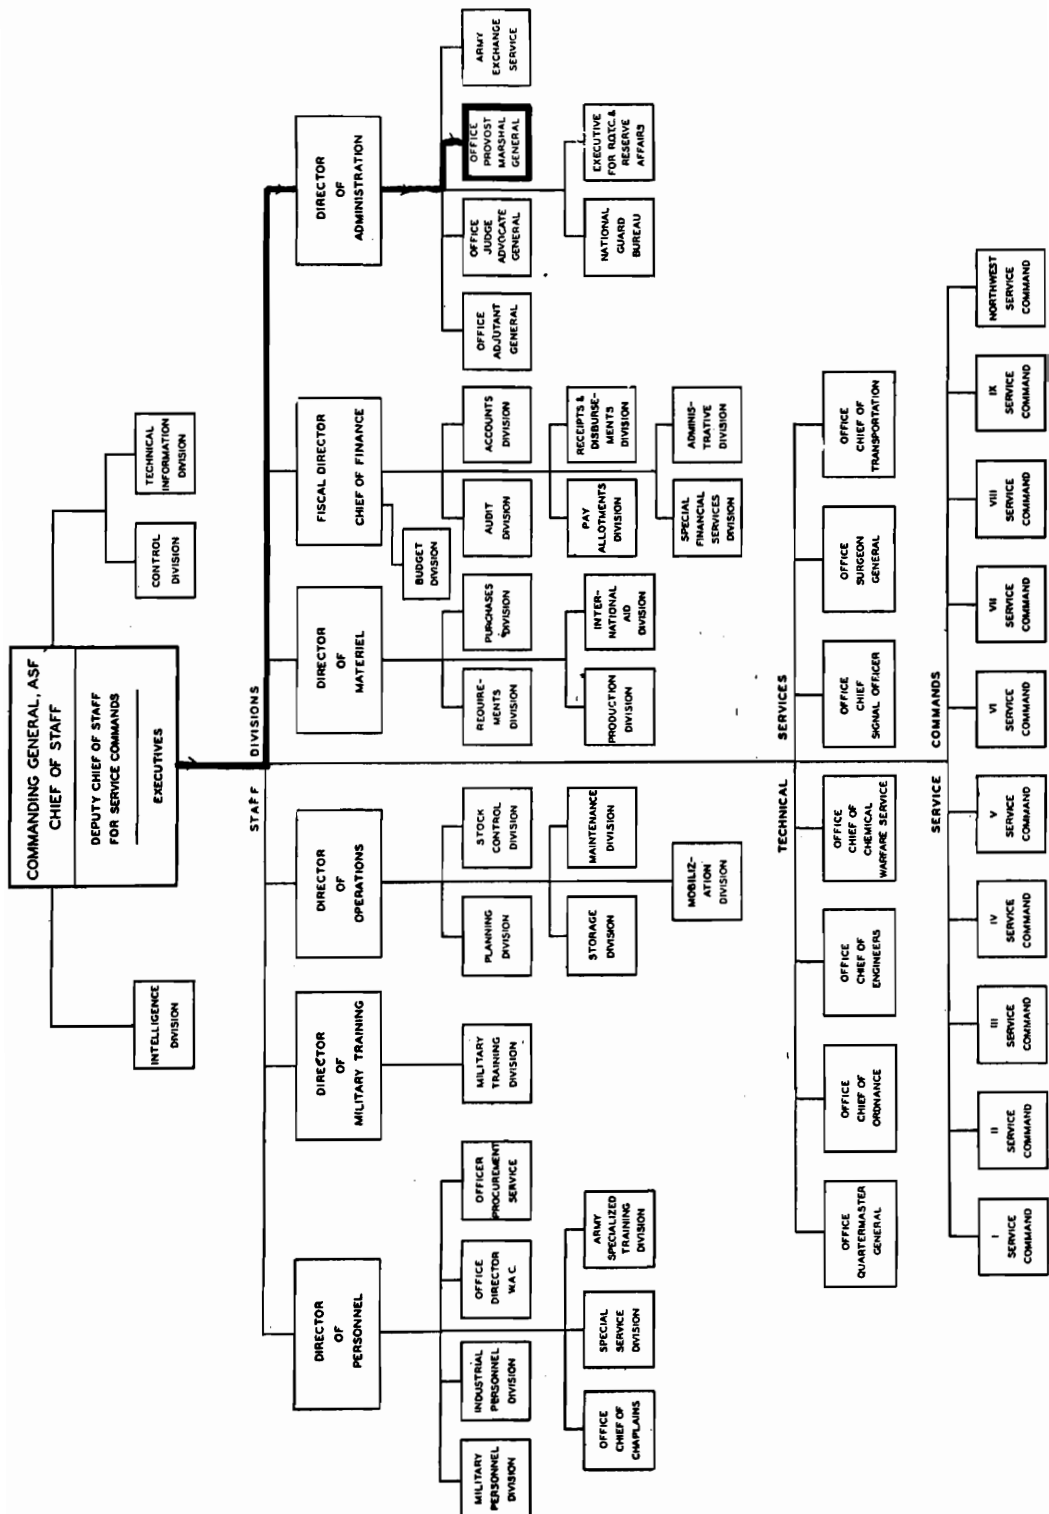 COMMANDING GENERAL, ASF
CHIEF OF STAFF
DEPUTY CHIEF OF STAFF
FOR SERVICE COMMANDS
EXECUTIVES
INTELLIGENCE
DIVISION
CONTROL
DIVISION
TECHNICAL
INFORMATION
DIVISION
STAFF DIVISIONS
DIRECTOR
OF
PERSONNEL
DIRECTOR
OF
MILITARY TRAINING
DIRECTOR
OF
OPERATIONS
DIRECTOR
OF
MATERIEL
FISCAL DIRECTOR
CHIEF OF FINANCE
DIRECTOR
OF
ADMINISTRATION
BUDGET
DIVISION
MILITARY
PERSONNEL
DIVISION
INDUSTRIAL
PERSONNEL
DIVISION
OFFICE
DIRECTOR
W.A.C.
OFFICER
PROCUREMENT
SERVICE
MILITARY
TRAINING
DIVISION
PLANNING
DIVISION
STOCK
CONTROL
DIVISION
REQUIRE-
MENTS
DIVISION
PURCHASES
DIVISION
AUDIT
DIVISION
ACCOUNTS
DIVISION
OFFICE
ADJUTANT
GENERAL
OFFICE
JUDGE
ADVOCATE
GENERAL
OFFICE
PROVOST
MARSHAL
GENERAL
ARMY
EXCHANGE
SERVICE
OFFICE
CHIEF OF
CHAPLAINS
SPECIAL
SERVICE
DIVISION
ARMY
SPECIALIZED
TRAINING
DIVISION
STORAGE
DIVISION
MAINTENANCE
DIVISION
PRODUCTION
DIVISION
INTER-
NATIONAL
AID
DIVISION
PAY
ALLOTMENTS
DIVISION
RECEIPTS &
DISBURSE-
MENTS
DIVISION
NATIONAL
GUARD
BUREAU
EXECUTIVE
FOR R.O.T.C. &
RESERVE
AFFAIRS
MOBILIZ-
ATION
DIVISION
SPECIAL
FINANCIAL
SERVICES
DIVISION
ADMINIS-
TRATIVE
DIVISION
TECHNICAL SERVICES
OFFICE
QUARTERMASTER
GENERAL
OFFICE
CHIEF OF
ORDNANCE
OFFICE
CHIEF OF
ENGINEERS
OFFICE
CHIEF OF
CHEMICAL
WARFARE SERVICE
OFFICE
CHIEF
SIGNAL OFFICER
OFFICE
SURGEON
GENERAL
OFFICE
CHIEF OF
TRANSPORTATION
SERVICE COMMANDS
I
SERVICE
COMMAND
II
SERVICE
COMMAND
III
SERVICE
COMMAND
IV
SERVICE
COMMAND
V
SERVICE
COMMAND
VI
SERVICE
COMMAND
VII
SERVICE
COMMAND
VIII
SERVICE
COMMAND
IX
SERVICE
COMMAND
NORTHWEST
SERVICE
COMMAND